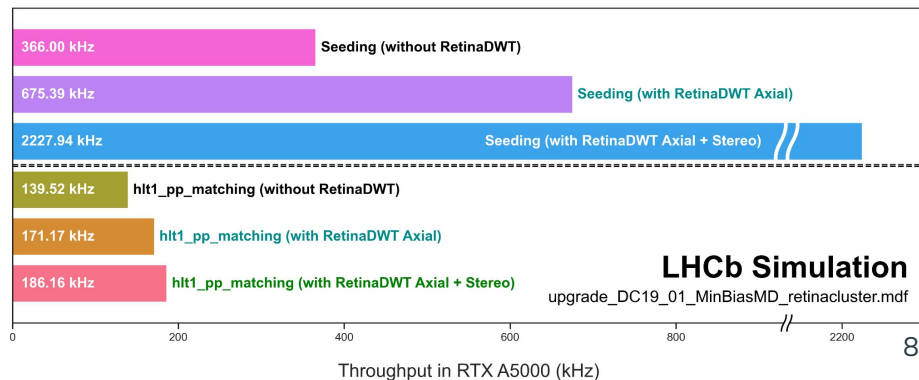 366.00 kHz Seeding (without RetinaDWT)
675.39 kHz Seeding (with RetinaDWT Axial)
2227.94 kHz Seeding (with RetinaDWT Axial + Stereo)
139.52 kHz hlt1_pp_matching (without RetinaDWT)
171.17 kHz hlt1_pp_matching (with RetinaDWT Axial)
186.16 kHz hlt1_pp_matching (with RetinaDWT Axial + Stereo)
LHCb Simulation
upgrade_DC19_01_MinBiasMD_retinacluster.mdf
0 200 400 600 800 2200
8
Throughput in RTX A5000 (kHz)